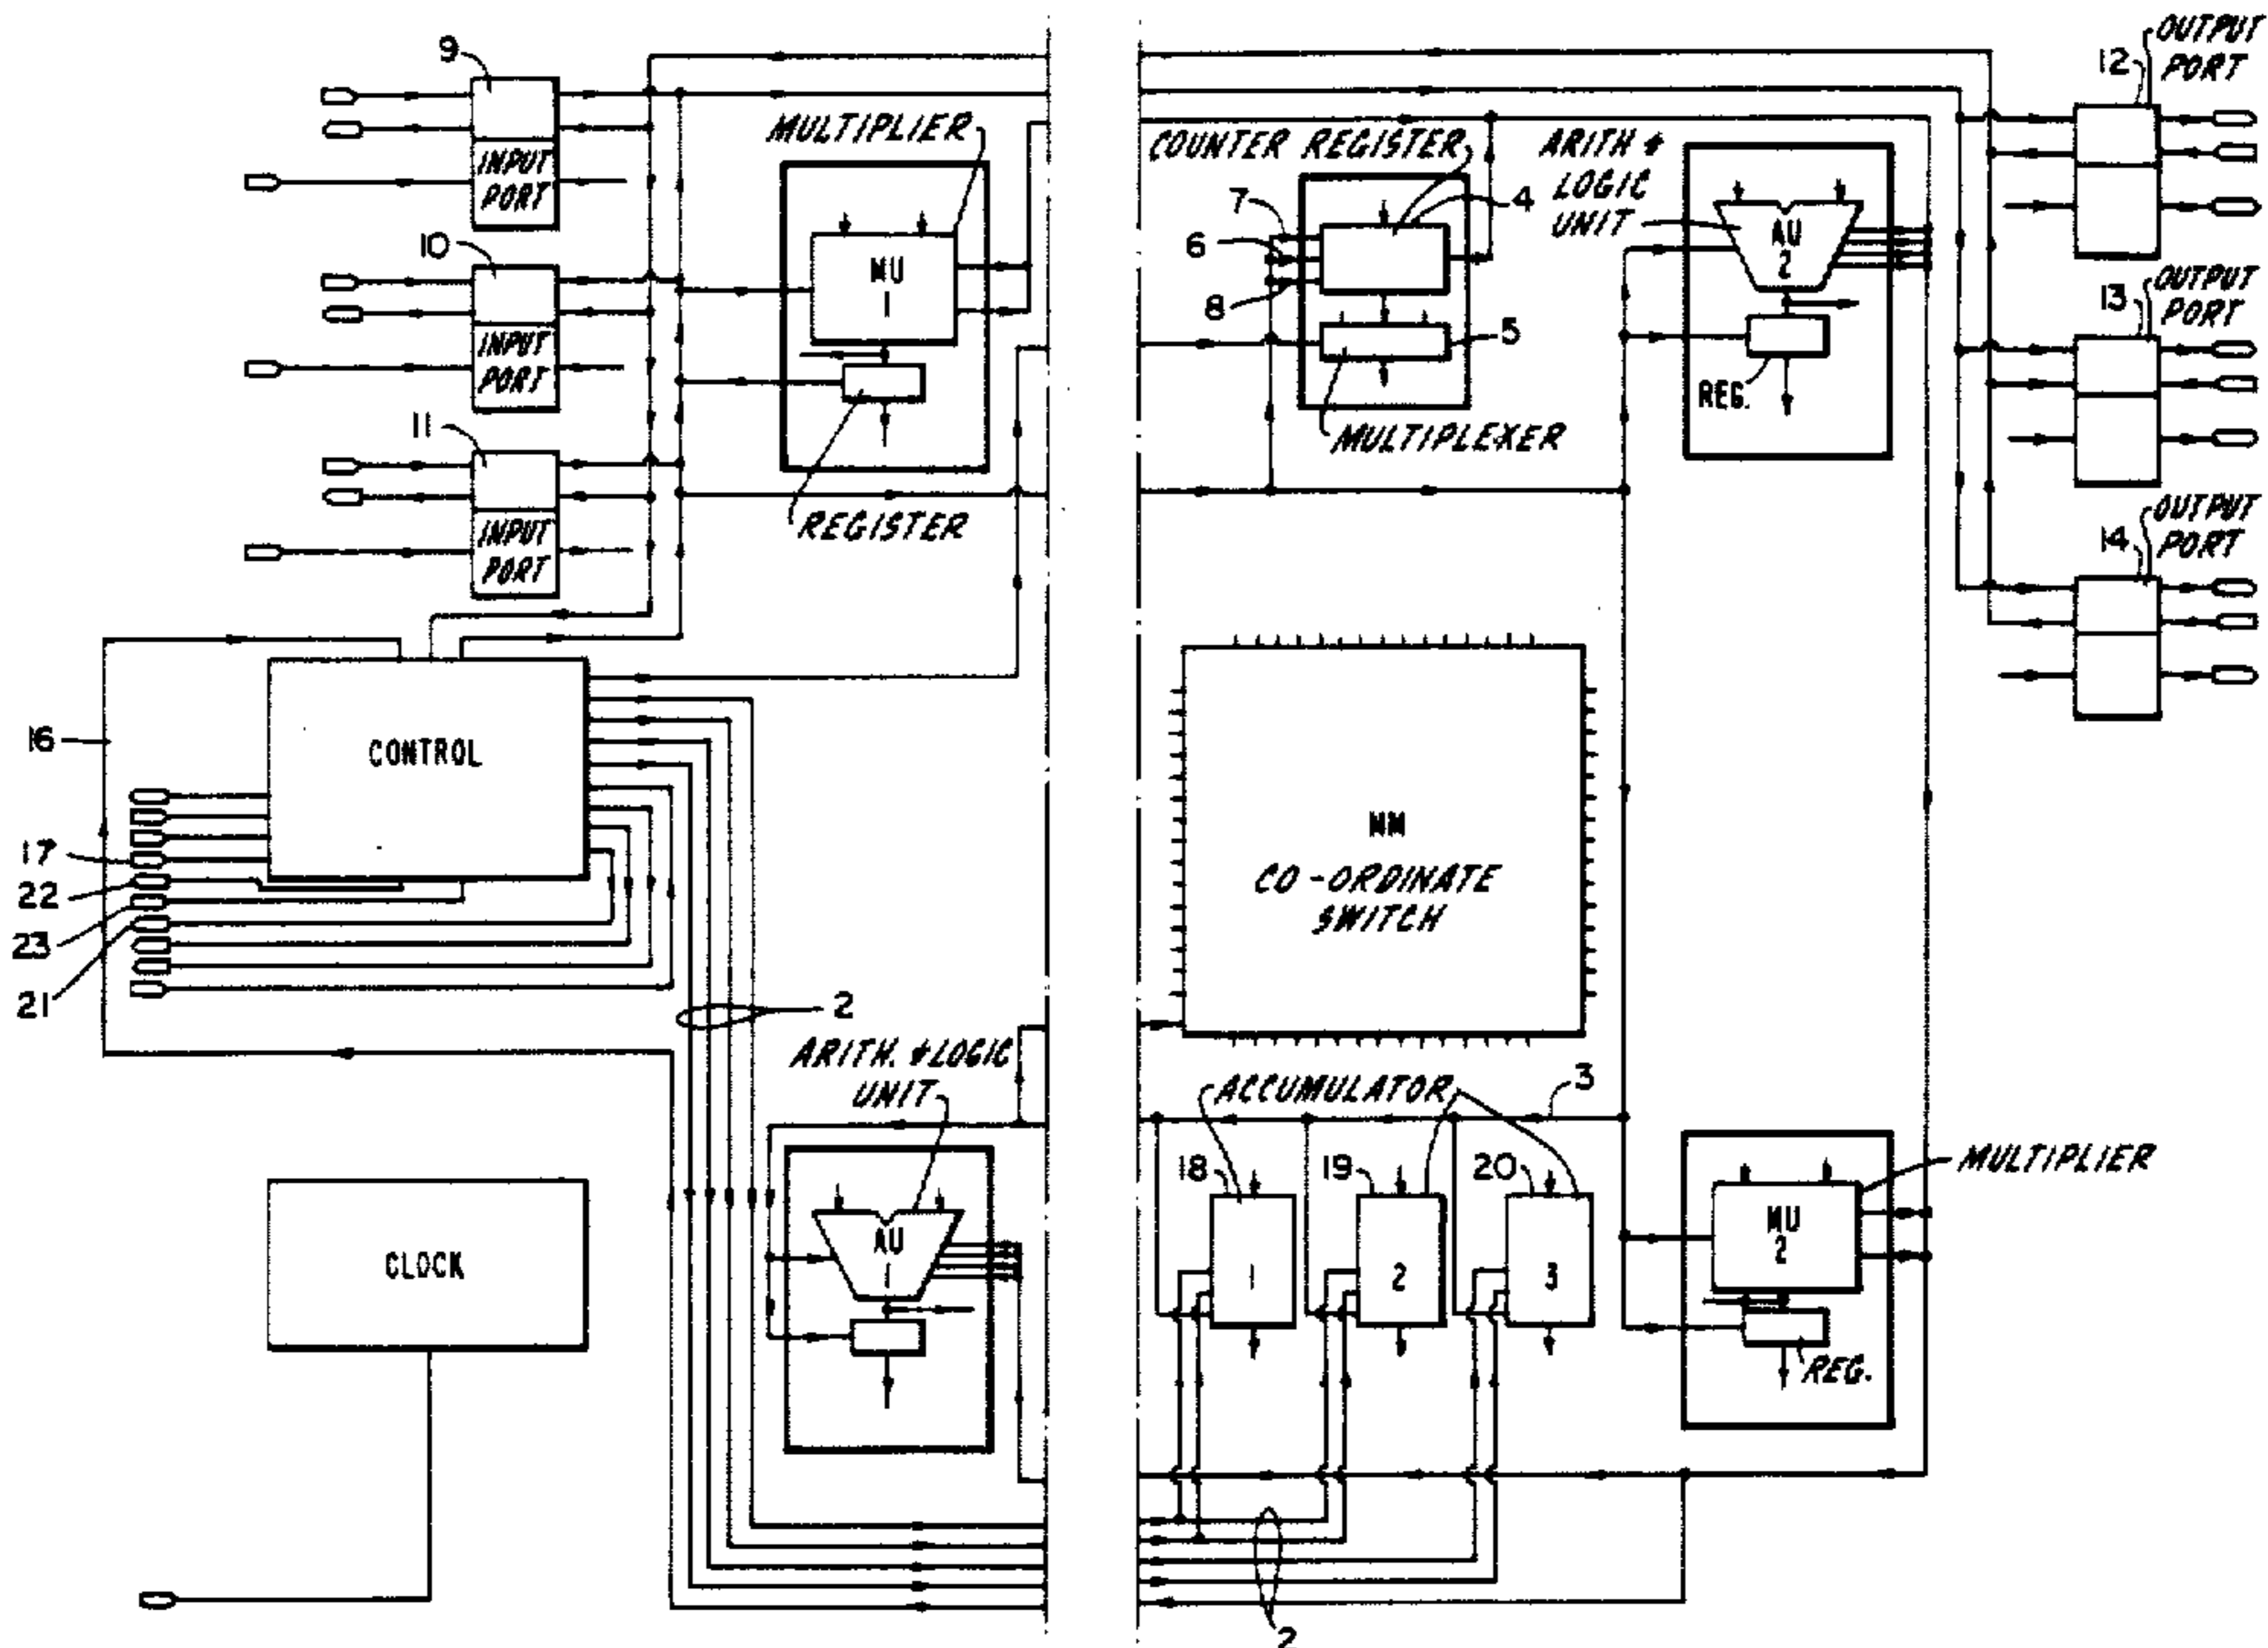 9
INPUT
PORT
10
INPUT
PORT
11
INPUT
PORT
MULTIPLIER
MU
1
REGISTER
16
CONTROL
17
22
23
21
2
ARITH. & LOGIC
UNIT
AU
1
CLOCK
COUNTER REGISTER
7
6
8
4
5
MULTIPLEXER
ARITH &
LOGIC
UNIT
AU
2
REG.
12
OUTPUT
PORT
13
OUTPUT
PORT
14
OUTPUT
PORT
MM
CO-ORDINATE
SWITCH
ACCUMULATOR
3
18
1
19
2
20
3
MULTIPLIER
MU
2
REG.
2